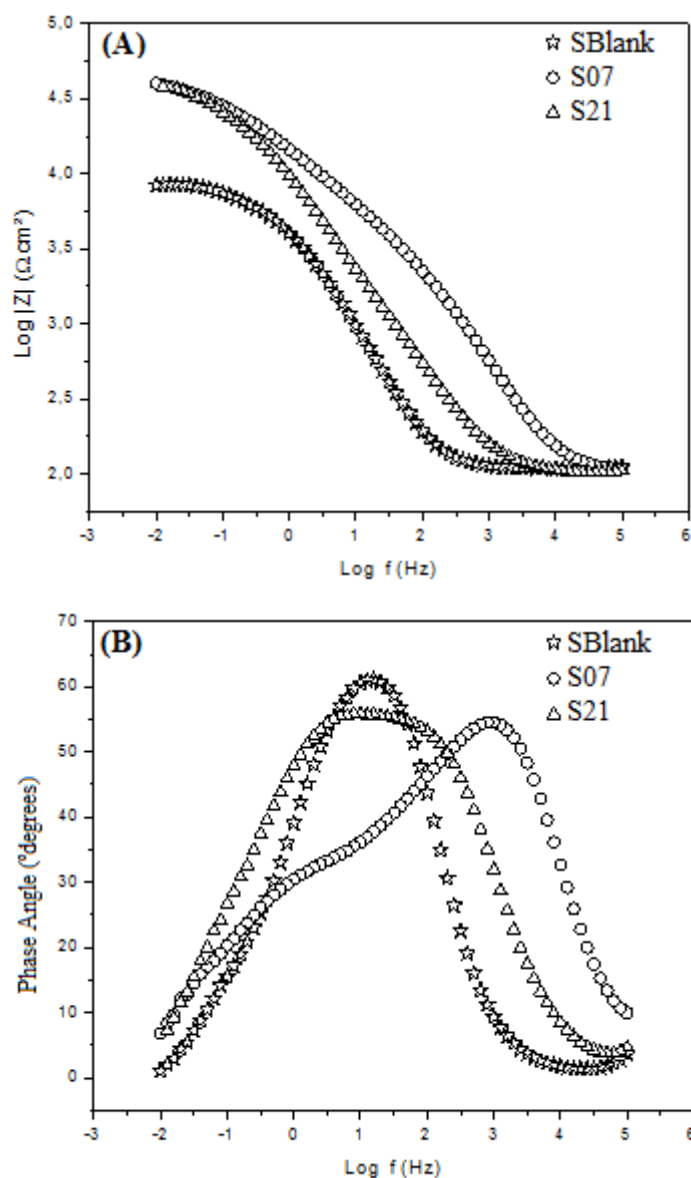 (A)
SBlank
S07
S21
5,0
4,5
4,0
3,5
3,0
2,5
2,0
Log |Z| (Ωcm²)
-3 -2 -1 0 1 2 3 4 5 6
Log f (Hz)
(B)
SBlank
S07
S21
70
60
50
40
30
20
10
0
Phase Angle (°degrees)
-3 -2 -1 0 1 2 3 4 5 6
Log f (Hz)